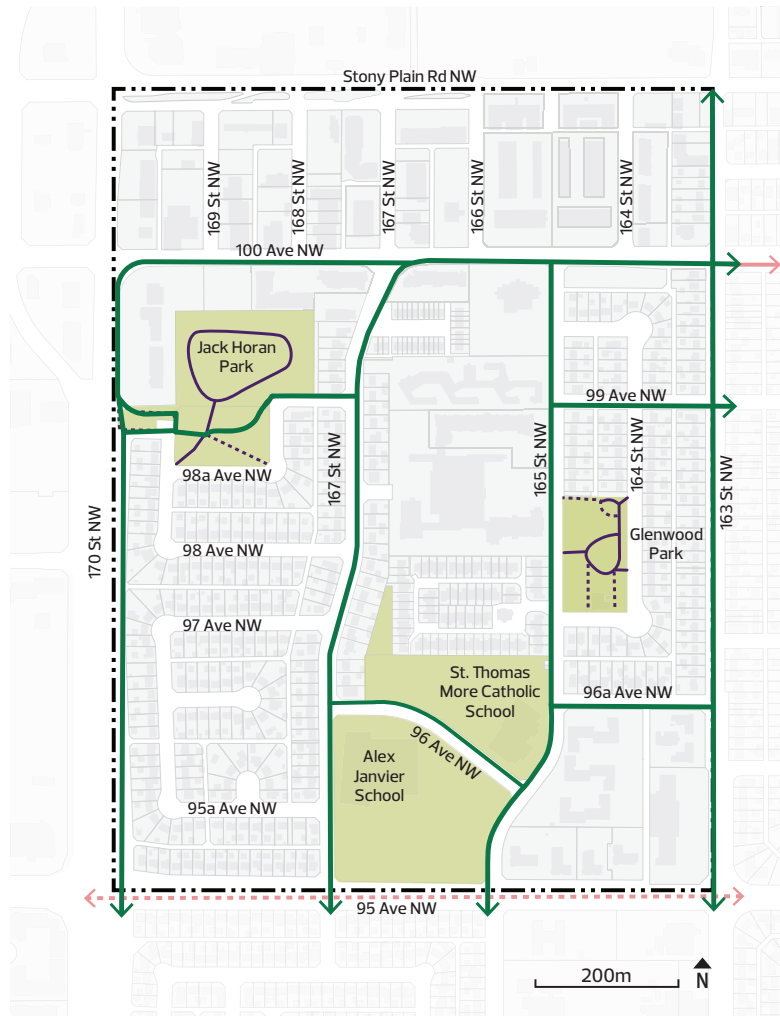 Stony Plain Rd NW
169 St NW
168 St NW
167 St NW
166 St NW
164 St NW
100 Ave NW
Jack Horan
Park
99 Ave NW
98a Ave NW
167 St NW
165 St NW
164 St NW
163 St NW
170 St NW
Glenwood
Park
98 Ave NW
97 Ave NW
St. Thomas
More Catholic
School
96a Ave NW
96 Ave NW
Alex
Janvier
School
95a Ave NW
95 Ave NW
200m
N